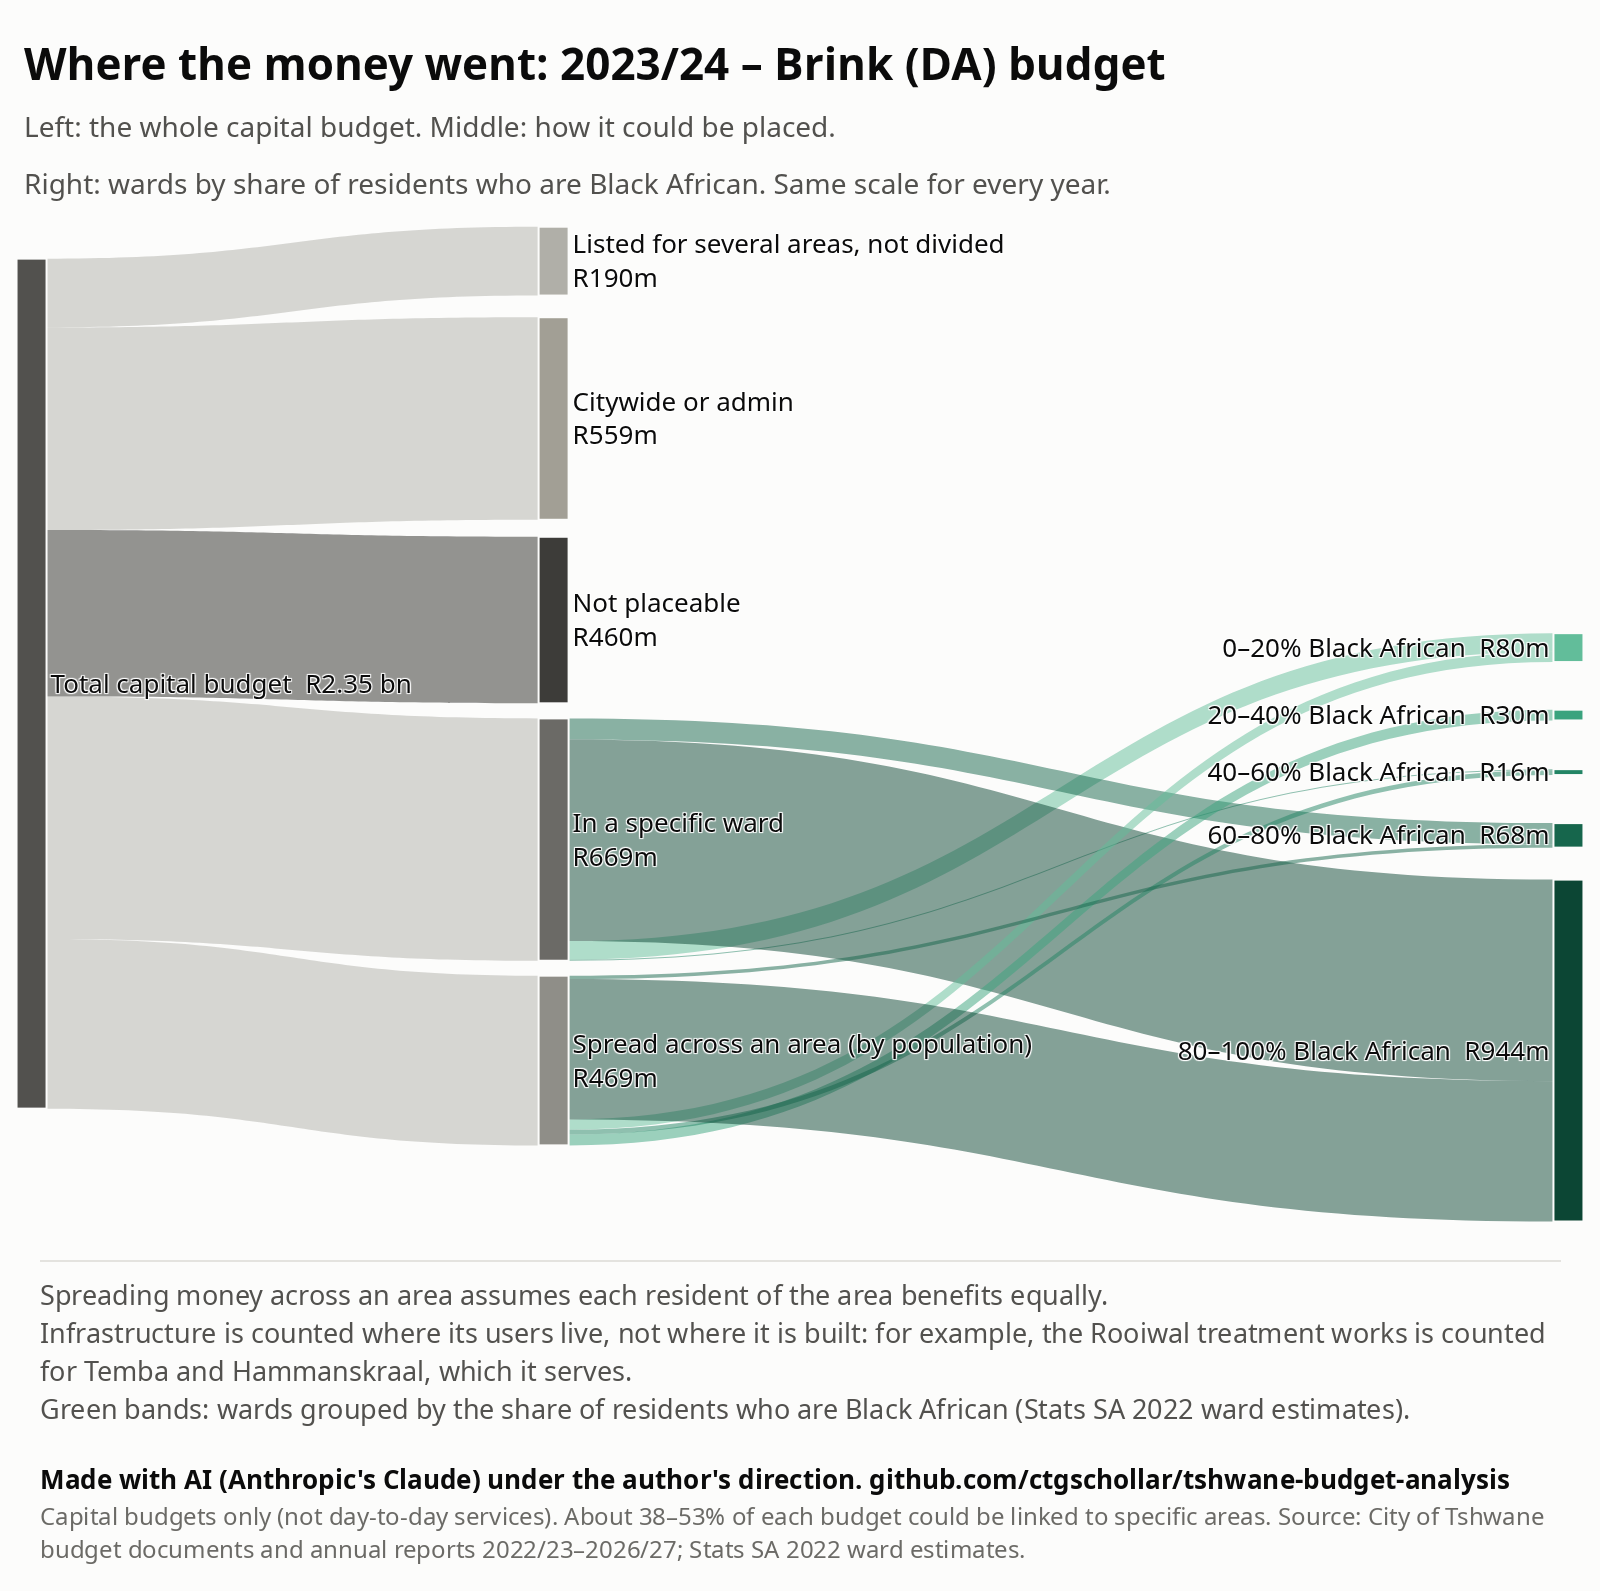 Where the money went: 2023/24 – Brink (DA) budget
Left: the whole capital budget. Middle: how it could be placed.
Right: wards by share of residents who are Black African. Same scale for every year.
Listed for several areas, not divided
R190m
Citywide or admin
R559m
Not placeable
R460m
Total capital budget  R2.35 bn
In a specific ward
R669m
Spread across an area (by population)
R469m
0–20% Black African  R80m
20–40% Black African  R30m
40–60% Black African  R16m
60–80% Black African  R68m
80–100% Black African  R944m
Spreading money across an area assumes each resident of the area benefits equally.
Infrastructure is counted where its users live, not where it is built: for example, the Rooiwal treatment works is counted
for Temba and Hammanskraal, which it serves.
Green bands: wards grouped by the share of residents who are Black African (Stats SA 2022 ward estimates).
Made with AI (Anthropic's Claude) under the author's direction. github.com/ctgschollar/tshwane-budget-analysis
Capital budgets only (not day-to-day services). About 38–53% of each budget could be linked to specific areas. Source: City of Tshwane
budget documents and annual reports 2022/23–2026/27; Stats SA 2022 ward estimates.